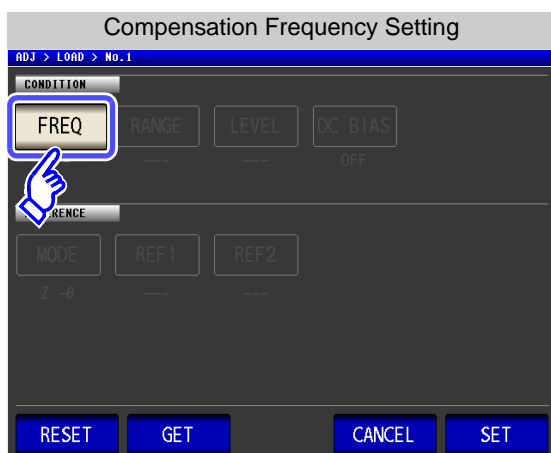 Compensation Frequency Setting
ADJ > LOAD > No.1
CONDITION
FREQ RANGE LEVEL DC BIAS
--- --- OFF
RENCE
MODE REF1 REF2
Z -θ --- ---
RESET GET CANCEL SET